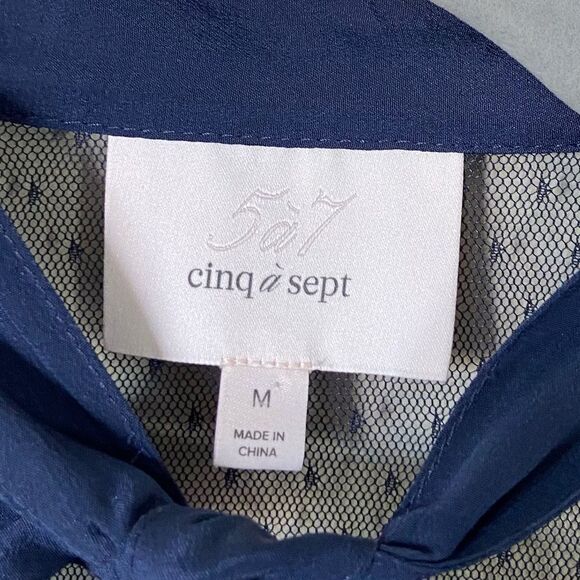 5à7
cinq à sept
M
MADE IN
CHINA